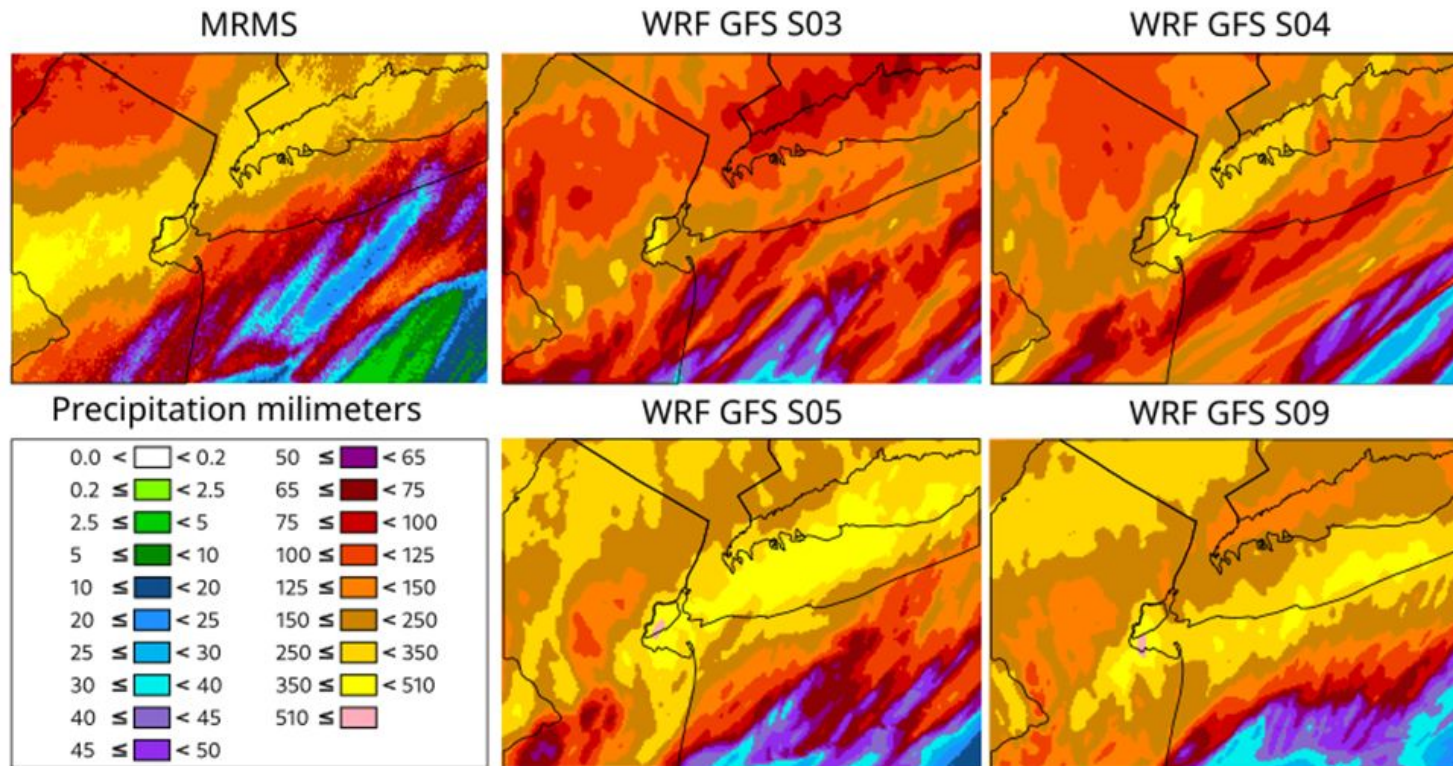 MRMS WRF GFS S03 WRF GFS S04
Precipitation milimeters WRF GFS S05 WRF GFS S09
0.0 < < 0.2 50 ≤ < 65
0.2 ≤ < 2.5 65 ≤ < 75
2.5 ≤ < 5 75 ≤ < 100
5 ≤ < 10 100 ≤ < 125
10 ≤ < 20 125 ≤ < 150
20 ≤ < 25 150 ≤ < 250
25 ≤ < 30 250 ≤ < 350
30 ≤ < 40 350 ≤ < 510
40 ≤ < 45 510 ≤
45 ≤ < 50